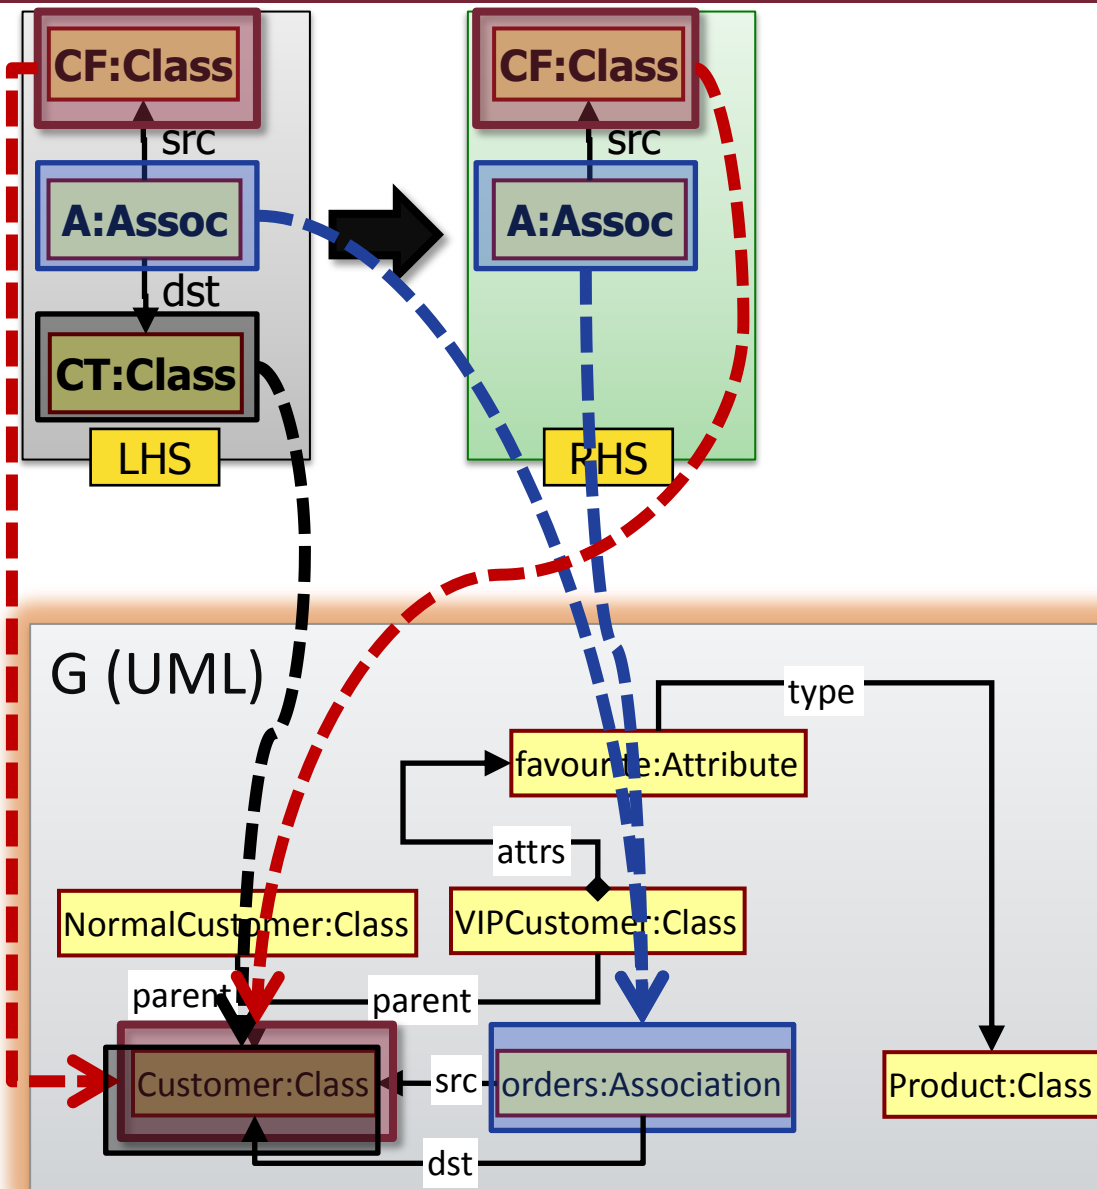 CF:Class
CF:Class
src
src
A:Assoc
A:Assoc
dst
CT:Class
LHS
RHS
G (UML)
type
favourite:Attribute
attrs
NormalCustomer:Class
VIPCustomer:Class
parent
parent
Customer:Class
src
orders:Association
Product:Class
dst